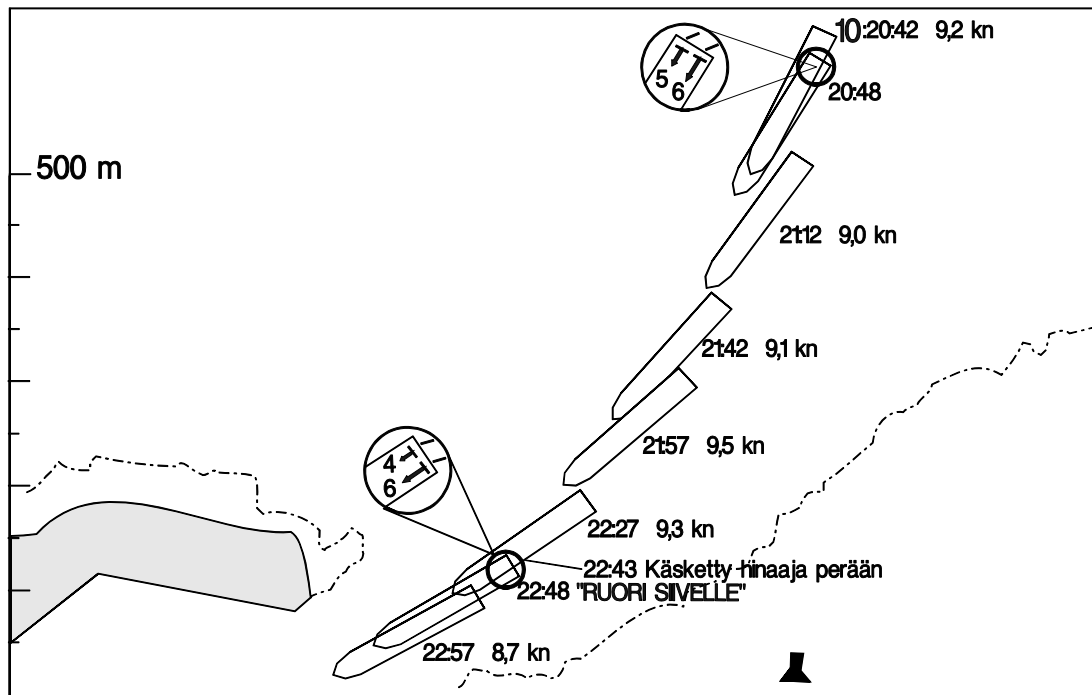 10:20:42 9,2 kn
5
6
20:48
500 m
21:12 9,0 kn
21:42 9,1 kn
21:57 9,5 kn
4
6
22:27 9,3 kn
22:43 Käsketty hinaaja perään
22:48 "RUORI SIIVELLE"
22:57 8,7 kn